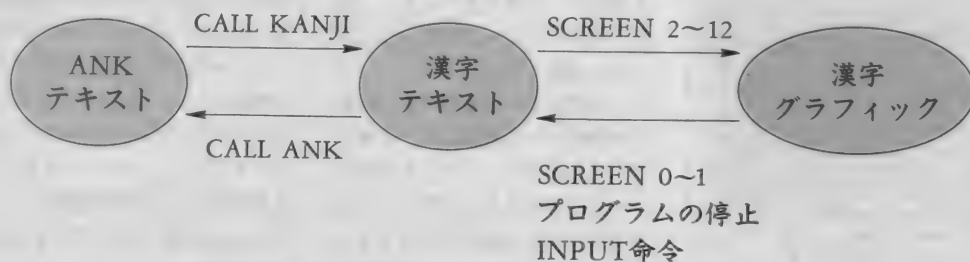 CALL KANJI
SCREEN 2~12
ANK
テキスト
漢字
テキスト
漢字
グラフィック
CALL ANK
SCREEN 0~1
プログラムの停止
INPUT命令